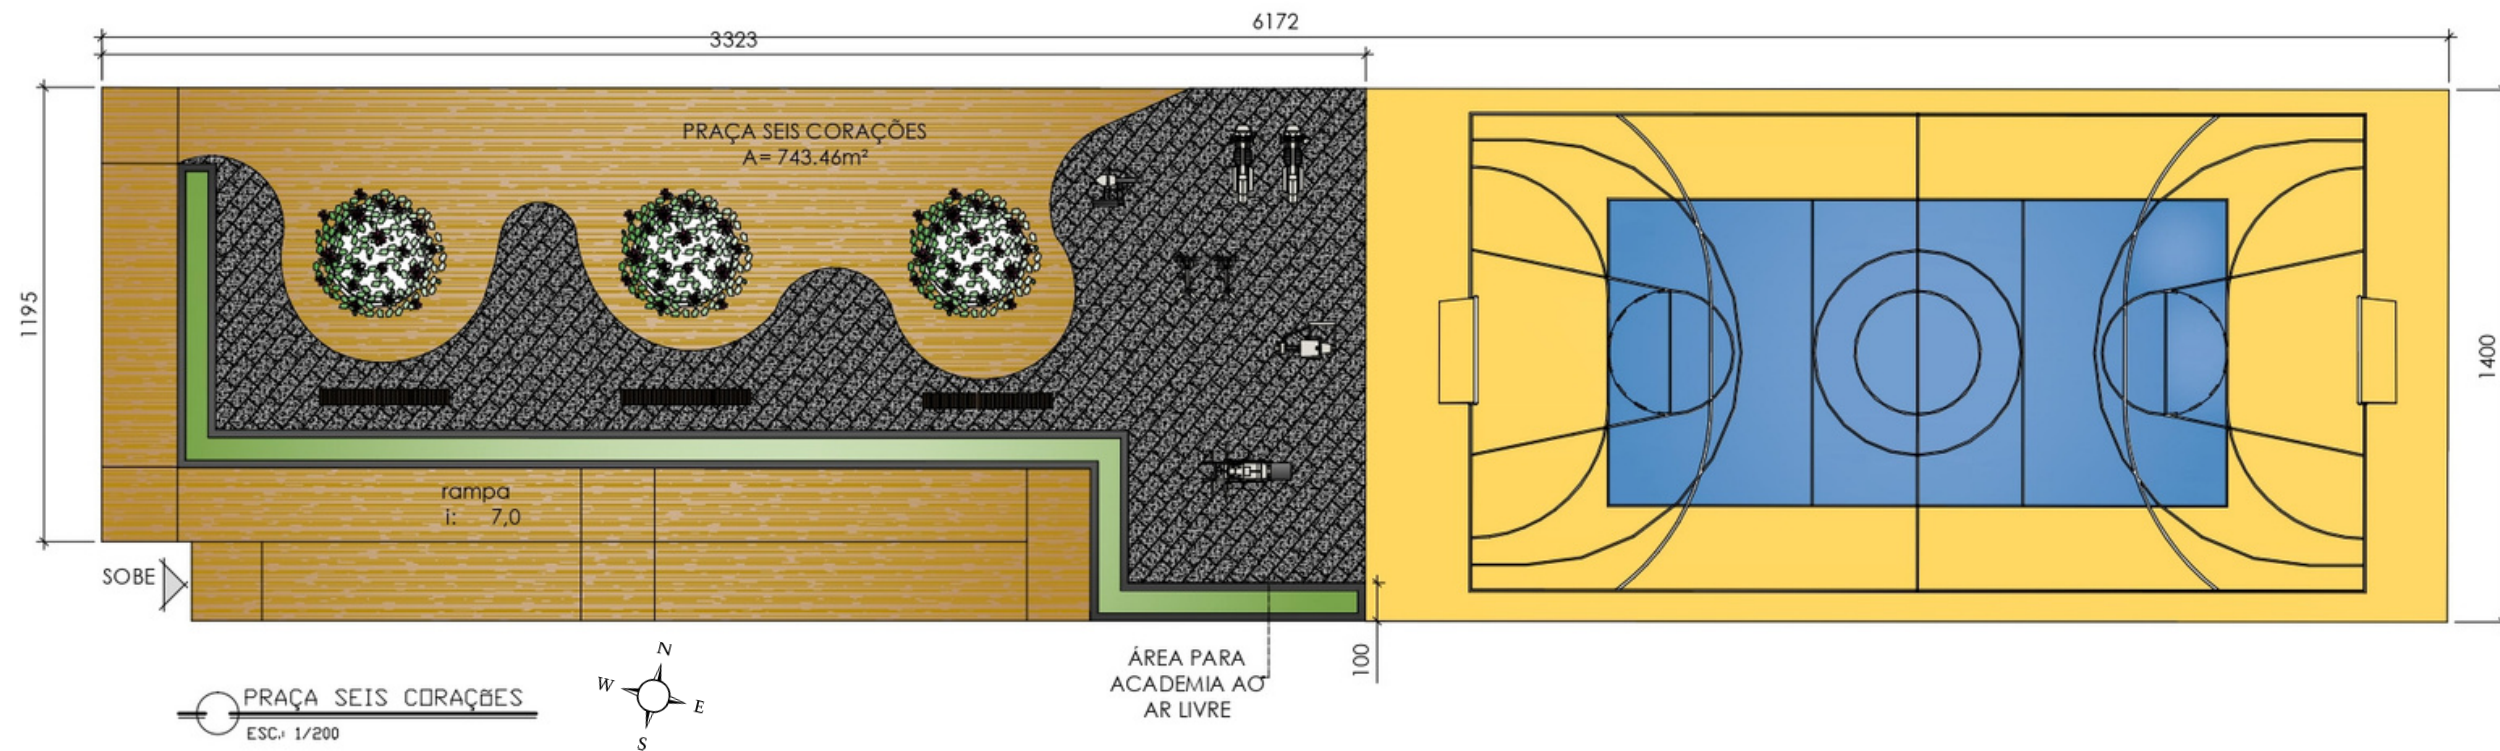 6172
3323
PRAÇA SEIS CORAÇÕES
A= 743.46m²
1195
1400
rampa
i: 7,0
SOBE
100
ÁREA PARA
ACADEMIA AO
AR LIVRE
N
W
E
S
PRAÇA SEIS CORAÇÕES
ESC.: 1/200